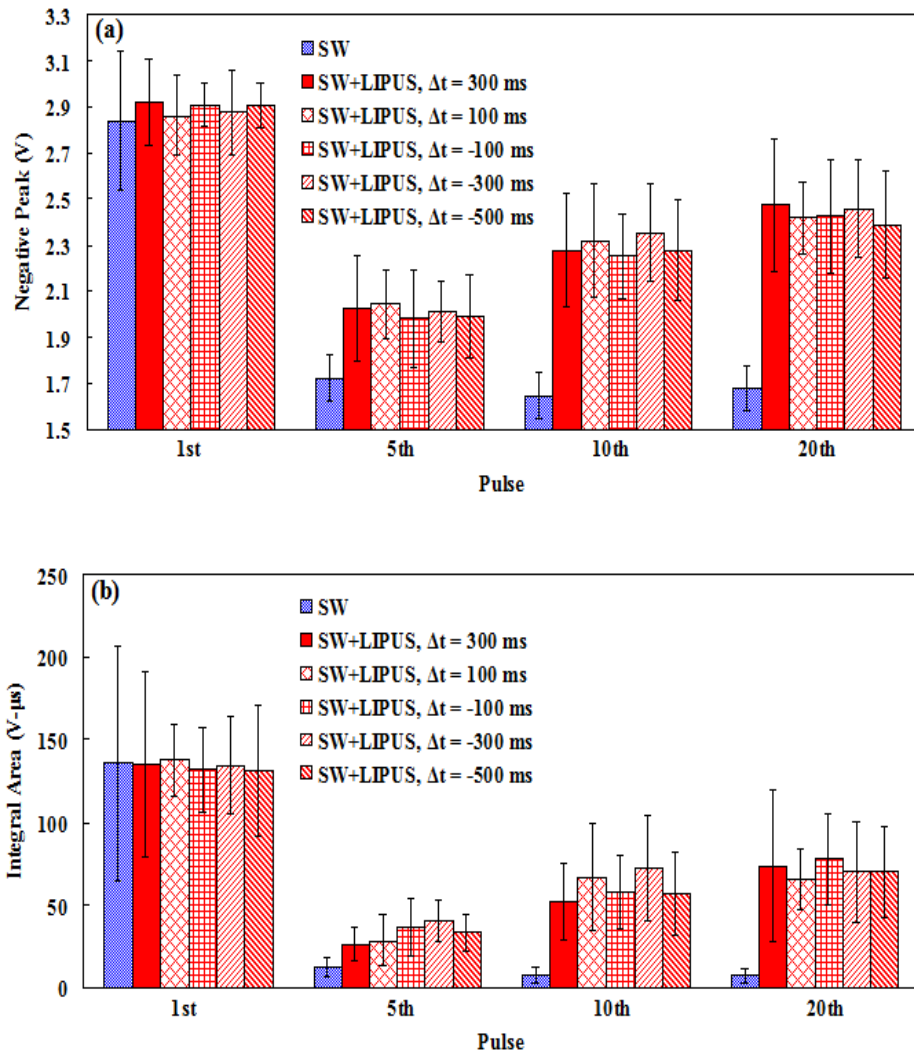 (a)
Negative Peak (V)
3.3
3.1
2.9
2.7
2.5
2.3
2.1
1.9
1.7
1.5
SW
SW+LIPUS, Δt = 300 ms
SW+LIPUS, Δt = 100 ms
SW+LIPUS, Δt = -100 ms
SW+LIPUS, Δt = -300 ms
SW+LIPUS, Δt = -500 ms
1st 5th 10th 20th
Pulse
(b)
Integral Area (V-μs)
250
200
150
100
50
0
SW
SW+LIPUS, Δt = 300 ms
SW+LIPUS, Δt = 100 ms
SW+LIPUS, Δt = -100 ms
SW+LIPUS, Δt = -300 ms
SW+LIPUS, Δt = -500 ms
1st 5th 10th 20th
Pulse